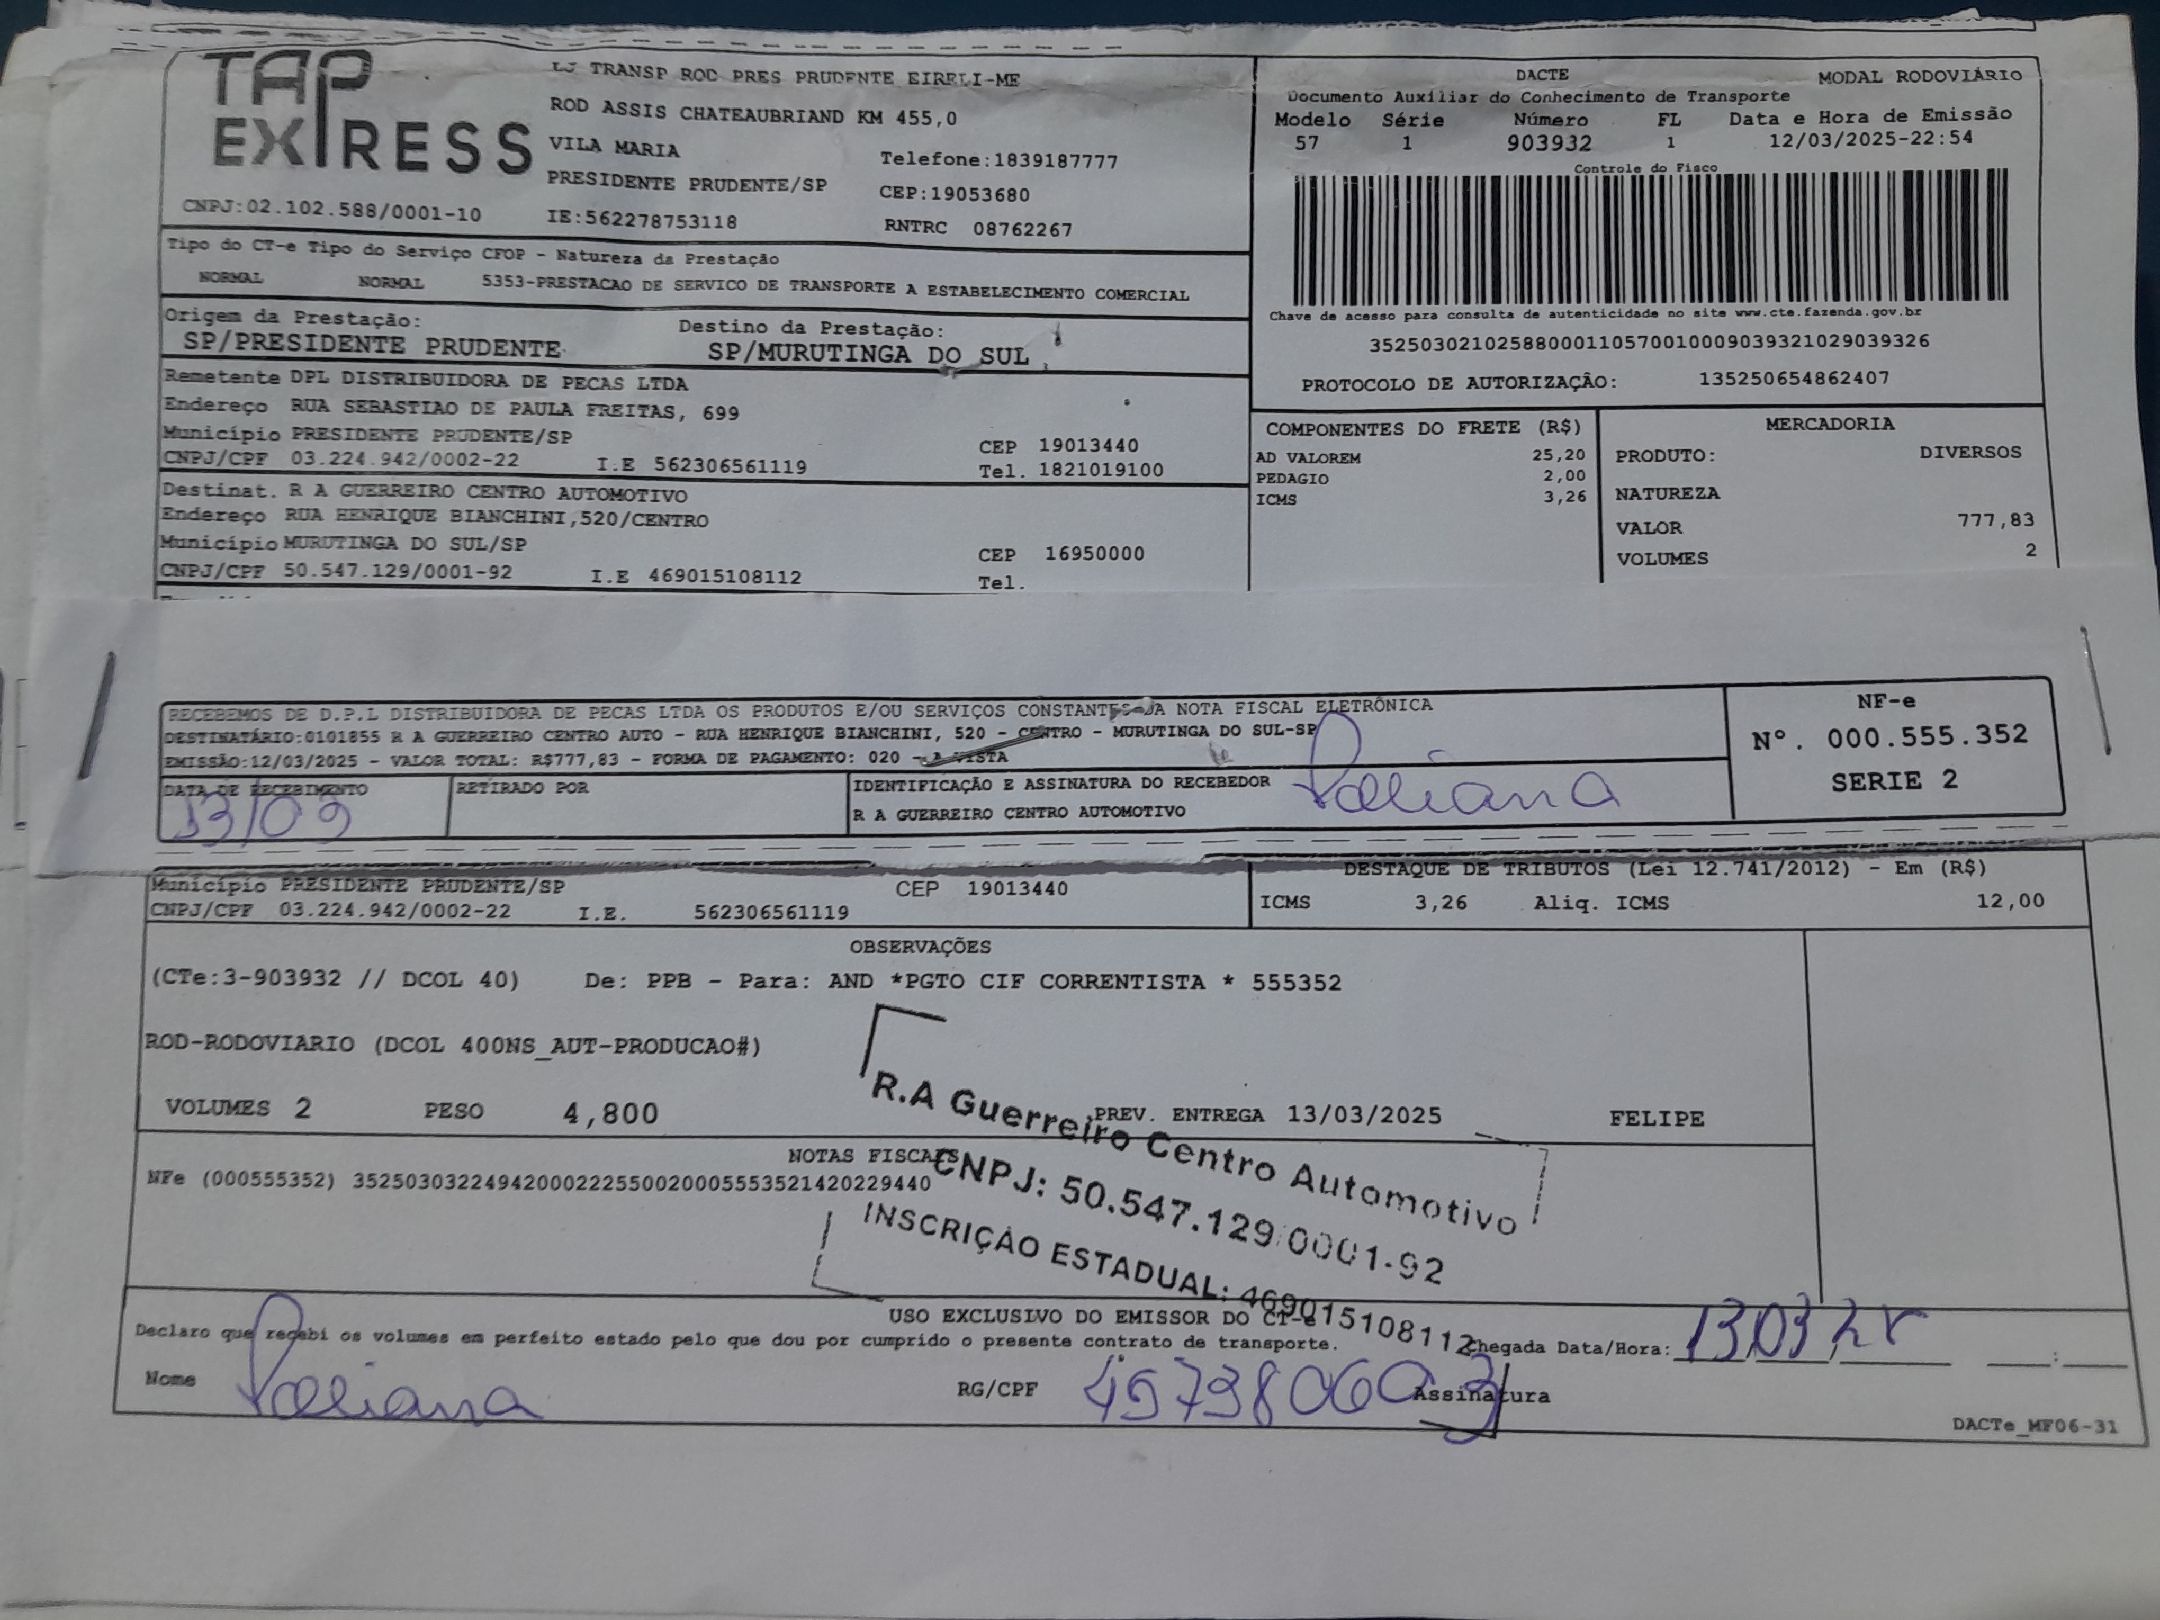 TAP EXPRESS
LJ TRANSP ROD PRES PRUDENTE EIRELI-ME
ROD ASSIS CHATEAUBRIAND KM 455,0
VILA MARIA
Telefone:1839187777
PRESIDENTE PRUDENTE/SP
CEP:19053680
CNPJ:02.102.588/0001-10
IE:562278753118
RNTRC 08762267
DACTE
MODAL RODOVIÁRIO
Documento Auxiliar do Conhecimento de Transporte
Modelo Série Número FL Data e Hora de Emissão
57 1 903932 1 12/03/2025-22:54
Controle do Fisco
Chave de acesso para consulta de autenticidade no site www.cte.fazenda.gov.br
35250302102588000110570010009039321029039326
PROTOCOLO DE AUTORIZAÇÃO: 135250654862407
Tipo do CT-e Tipo do Serviço CFOP - Natureza da Prestação
NORMAL NORMAL 5353-PRESTACAO DE SERVICO DE TRANSPORTE A ESTABELECIMENTO COMERCIAL
Origem da Prestação: Destino da Prestação:
SP/PRESIDENTE PRUDENTE SP/MURUTINGA DO SUL
Remetente DPL DISTRIBUIDORA DE PECAS LTDA
Endereço RUA SEBASTIAO DE PAULA FREITAS, 699
Município PRESIDENTE PRUDENTE/SP CEP 19013440
CNPJ/CPF 03.224.942/0002-22 I.E 562306561119 Tel. 1821019100
Destinat. R A GUERREIRO CENTRO AUTOMOTIVO
Endereço RUA HENRIQUE BIANCHINI,520/CENTRO
Município MURUTINGA DO SUL/SP CEP 16950000
CNPJ/CPF 50.547.129/0001-92 I.E 469015108112 Tel.
COMPONENTES DO FRETE (R$)
AD VALOREM 25,20
PEDAGIO 2,00
ICMS 3,26
MERCADORIA
PRODUTO: DIVERSOS
NATUREZA
VALOR 777,83
VOLUMES 2
RECEBEMOS DE D.P.L DISTRIBUIDORA DE PECAS LTDA OS PRODUTOS E/OU SERVIÇOS CONSTANTES DA NOTA FISCAL ELETRÔNICA
DESTINATÁRIO:0101855 R A GUERREIRO CENTRO AUTO - RUA HENRIQUE BIANCHINI, 520 - CENTRO - MURUTINGA DO SUL-SP
EMISSÃO:12/03/2025 - VALOR TOTAL: R$777,83 - FORMA DE PAGAMENTO: 020 - A VISTA
DATA DE RECEBIMENTO
13/03
RETIRADO POR
IDENTIFICAÇÃO E ASSINATURA DO RECEBEDOR
R A GUERREIRO CENTRO AUTOMOTIVO
NF-e
Nº. 000.555.352
SERIE 2
Município PRESIDENTE PRUDENTE/SP CEP 19013440
CNPJ/CPF 03.224.942/0002-22 I.E. 562306561119
DESTAQUE DE TRIBUTOS (Lei 12.741/2012) - Em (R$)
ICMS 3,26 Aliq. ICMS 12,00
OBSERVAÇÕES
(CTe:3-903932 // DCOL 40) De: PPB - Para: AND *PGTO CIF CORRENTISTA * 555352
ROD-RODOVIARIO (DCOL 400NS_AUT-PRODUCAO#)
VOLUMES 2 PESO 4,800 PREV. ENTREGA 13/03/2025 FELIPE
NOTAS FISCAIS
NFe (000555352) 35250303224942000222550020005553521420229440
R.A Guerreiro Centro Automotivo
CNPJ: 50.547.129/0001-92
INSCRIÇÃO ESTADUAL: 469015108112
USO EXCLUSIVO DO EMISSOR DO CT-e
Declaro que recebi os volumes em perfeito estado pelo que dou por cumprido o presente contrato de transporte.
Chegada Data/Hora: 13 03
Nome
RG/CPF
Assinatura
DACTe_MF06-31